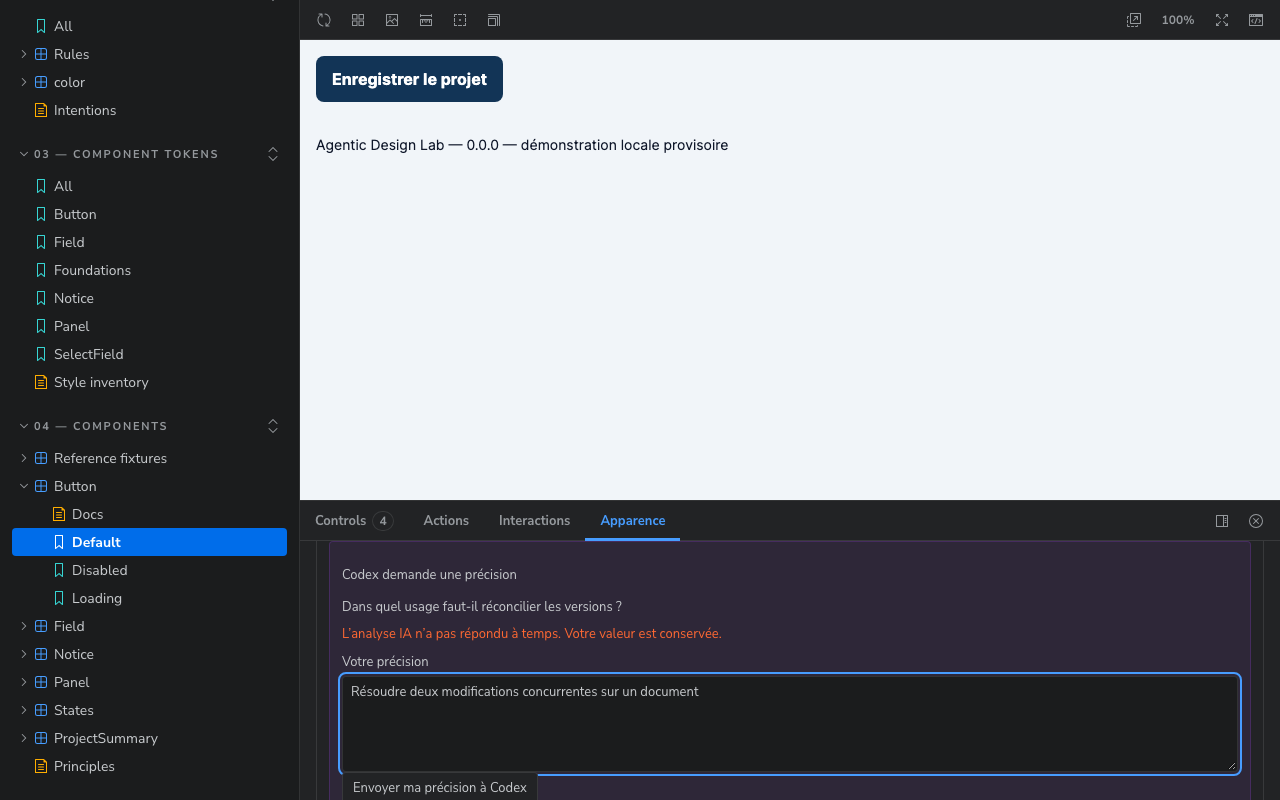 All
Rules
color
Intentions
03 — COMPONENT TOKENS
All
Button
Field
Foundations
Notice
Panel
SelectField
Style inventory
04 — COMPONENTS
Reference fixtures
Button
Docs
Default
Disabled
Loading
Field
Notice
Panel
States
ProjectSummary
Principles
100%
Enregistrer le projet
Agentic Design Lab — 0.0.0 — démonstration locale provisoire
Controls 4 Actions Interactions Apparence
Codex demande une précision
Dans quel usage faut-il réconcilier les versions ?
L’analyse IA n’a pas répondu à temps. Votre valeur est conservée.
Votre précision
Résoudre deux modifications concurrentes sur un document
Envoyer ma précision à Codex